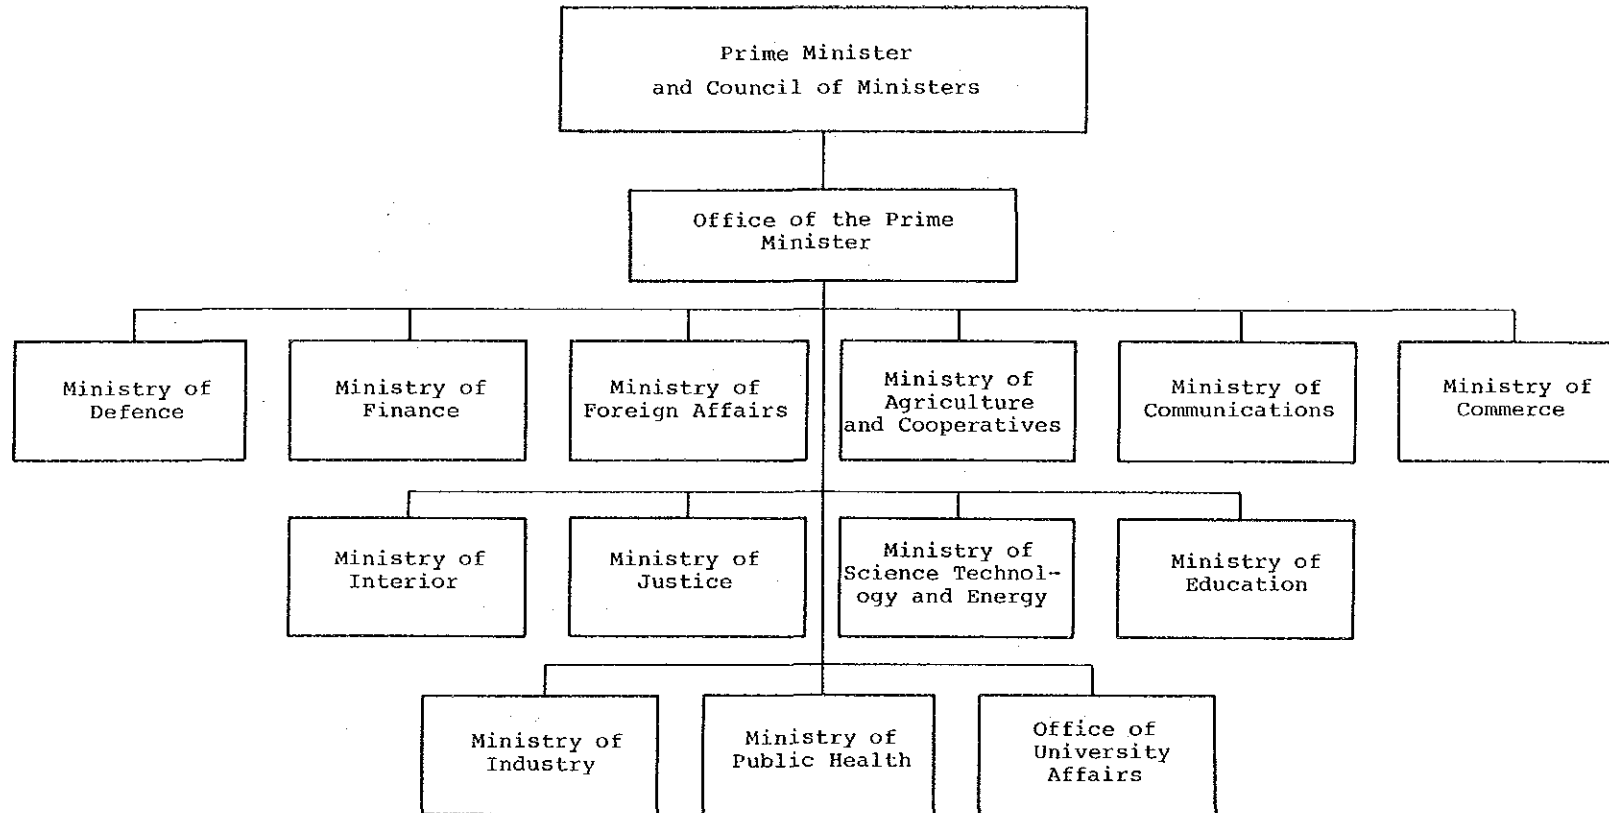 Prime Minister
and Council of Ministers
Office of the Prime
Minister
Ministry of
Defence
Ministry of
Finance
Ministry of
Foreign Affairs
Ministry of
Agriculture
and Cooperatives
Ministry of
Communications
Ministry of
Commerce
Ministry of
Interior
Ministry of
Justice
Ministry of
Science Technol-
ogy and Energy
Ministry of
Education
Ministry of
Industry
Ministry of
Public Health
Office of
University
Affairs